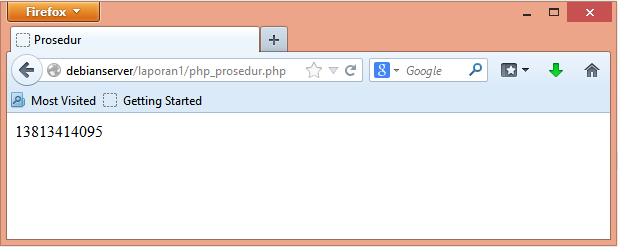 Firefox
Prosedur
debianserver/laporan1/php_prosedur.php
Google
Most Visited
Getting Started
13813414095